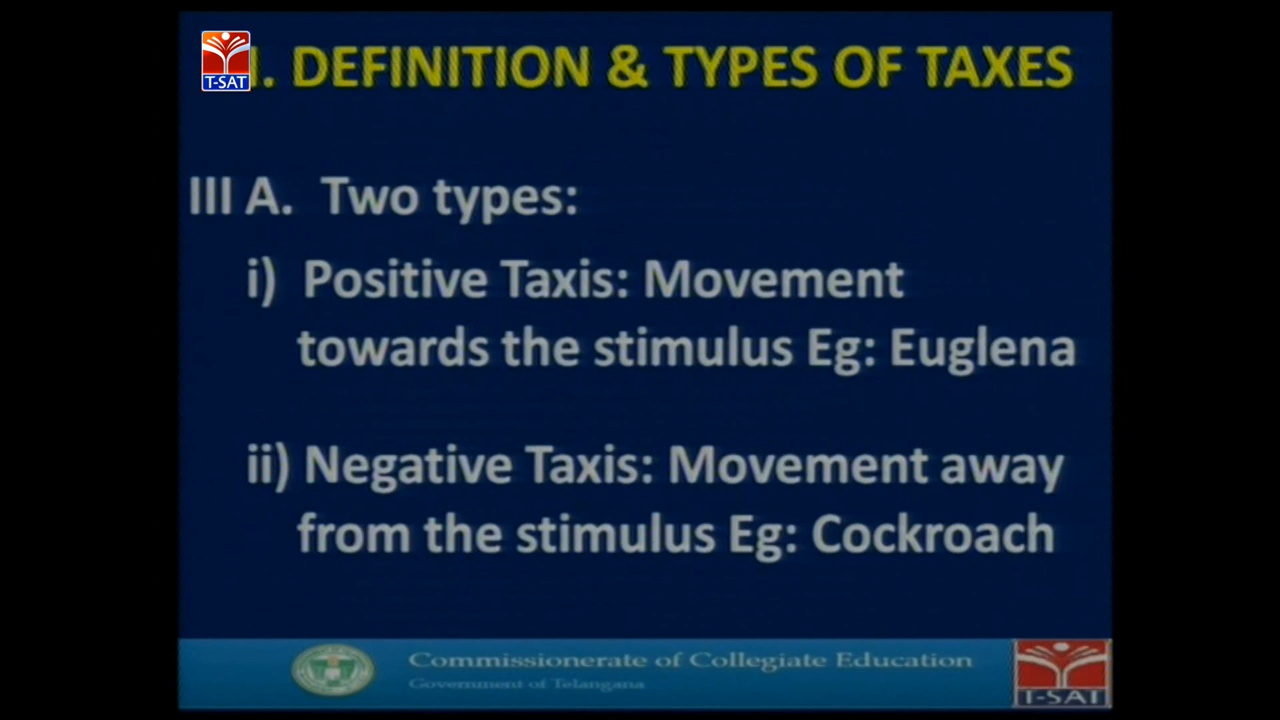 I. DEFINITION & TYPES OF TAXES
T-SAT
III A. Two types:
i) Positive Taxis: Movement
towards the stimulus Eg: Euglena
ii) Negative Taxis: Movement away
from the stimulus Eg: Cockroach
Commissionerate of Collegiate Education
Government of Telangana
T-SAT